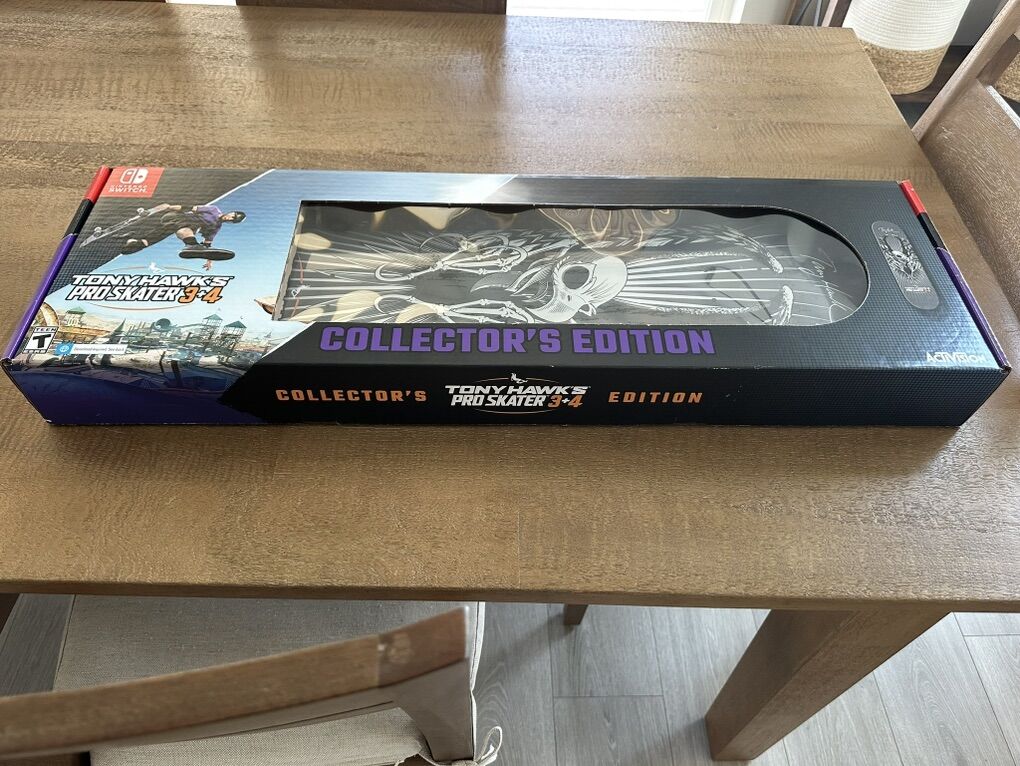 NINTENDO
SWITCH
TONY HAWK'S
PRO SKATER 3+4
TEEN
T
COLLECTOR'S EDITION
ACTIVISION
COLLECTOR'S
TONY HAWK'S
PRO SKATER 3+4
EDITION